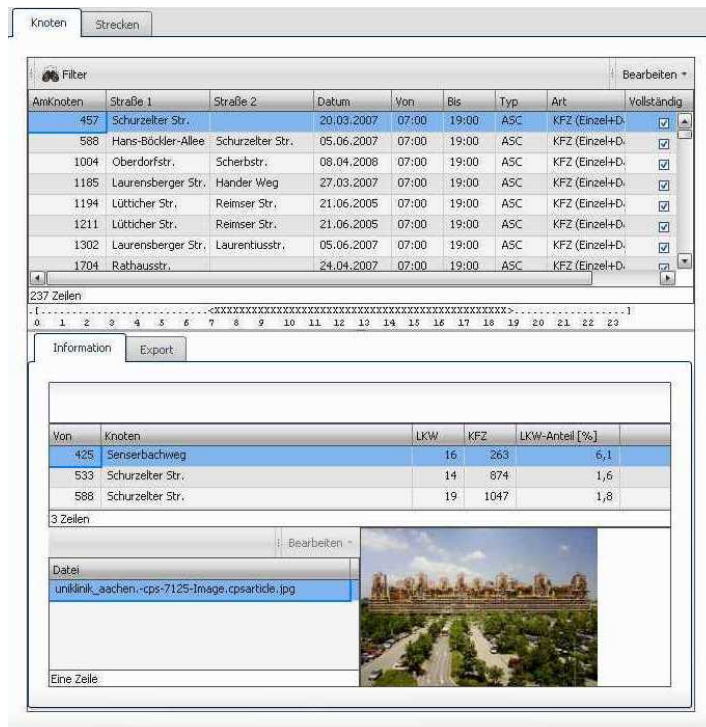 Knoten Strecken
Filter Bearbeiten
AmKnoten Straße 1 Straße 2 Datum Von Bis Typ Art Vollständig
457 Schurzelter Str. 20.03.2007 07:00 19:00 ASC KFZ (Einzel+D
588 Hans-Böckler-Allee Schurzelter Str. 05.06.2007 07:00 19:00 ASC KFZ (Einzel+D
1004 Oberdorfstr. Scherbstr. 08.04.2008 07:00 19:00 ASC KFZ (Einzel+D
1185 Laurensberger Str. Hander Weg 27.03.2007 07:00 19:00 ASC KFZ (Einzel+D
1194 Lütticher Str. Reimser Str. 21.06.2005 07:00 19:00 ASC KFZ (Einzel+D
1211 Lütticher Str. Reimser Str. 21.06.2005 07:00 19:00 ASC KFZ (Einzel+D
1302 Laurensberger Str. Laurentiusstr. 05.06.2007 07:00 19:00 ASC KFZ (Einzel+D
1704 Rathausstr. 24.04.2007 07:00 19:00 ASC KFZ (Einzel+D
237 Zeilen
0 1 2 3 4 5 6 7 8 9 10 11 12 13 14 15 16 17 18 19 20 21 22 23
Information Export
Von Knoten LKW KFZ LKW-Anteil [%]
425 Senserbachweg 16 263 6,1
533 Schurzelter Str. 14 874 1,6
588 Schurzelter Str. 19 1047 1,8
3 Zeilen
Bearbeiten
Datei
uniklinik_aachen.-cps-7125-Image.cpsarticle.jpg
Eine Zeile